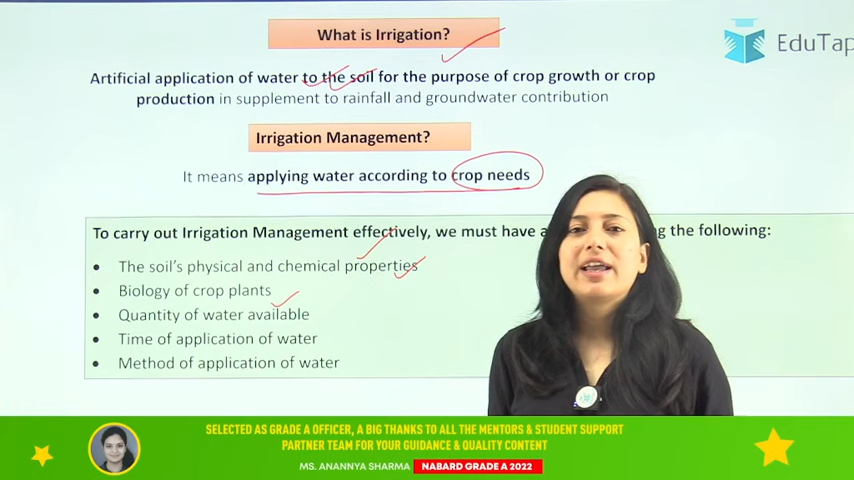 What is Irrigation?
EduTap
Artificial application of water to the soil for the purpose of crop growth or crop
production in supplement to rainfall and groundwater contribution
Irrigation Management?
It means applying water according to crop needs
To carry out Irrigation Management effectively, we must have a the following:
• The soil's physical and chemical properties
• Biology of crop plants
• Quantity of water available
• Time of application of water
• Method of application of water
SELECTED AS GRADE A OFFICER, A BIG THANKS TO ALL THE MENTORS & STUDENT SUPPORT
PARTNER TEAM FOR YOUR GUIDANCE & QUALITY CONTENT
MS. ANANNYA SHARMA NABARD GRADE A 2022